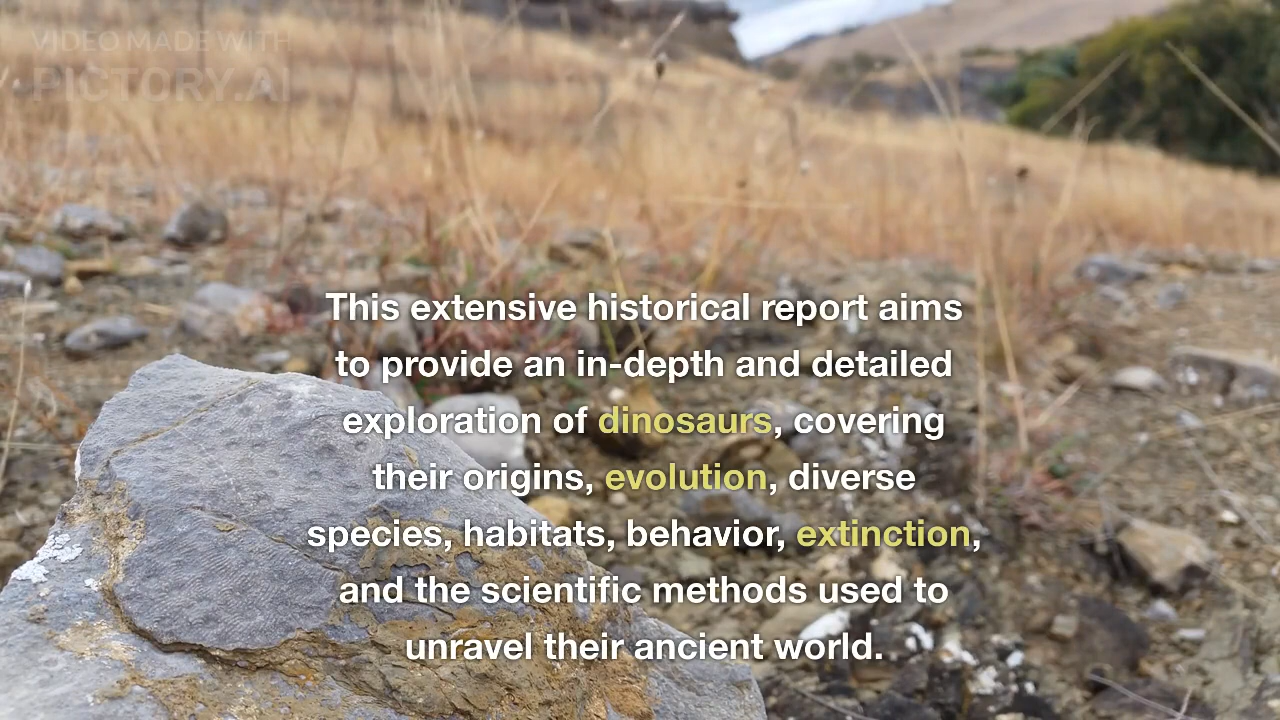 VIDEO MADE WITH
PICTORY.AI
This extensive historical report aims
to provide an in-depth and detailed
exploration of dinosaurs, covering
their origins, evolution, diverse
species, habitats, behavior, extinction,
and the scientific methods used to
unravel their ancient world.